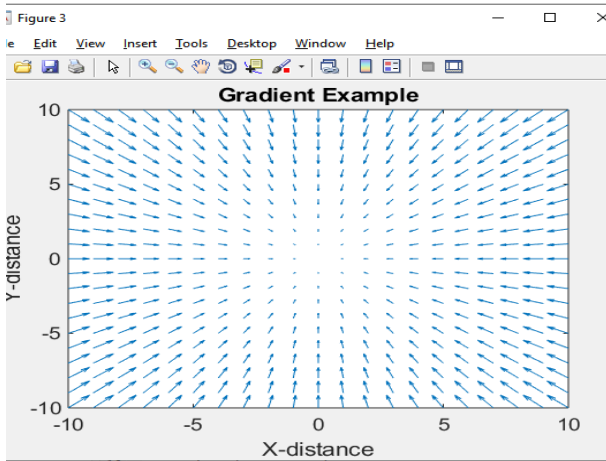 Figure 3
Edit View Insert Tools Desktop Window Help
Gradient Example
10
5
0
-5
-10
Y-distance
-10 -5 0 5 10
X-distance